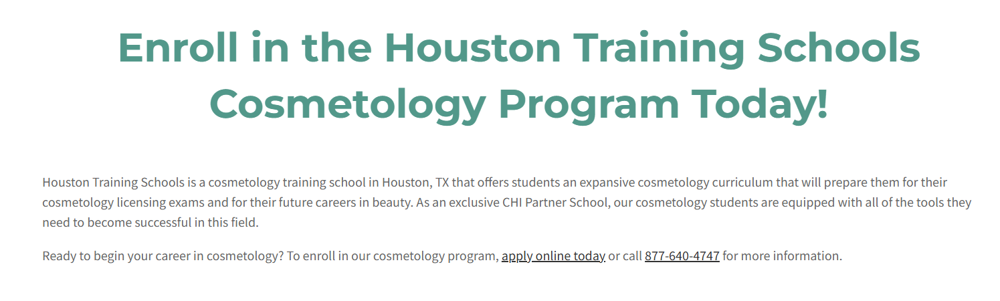 Enroll in the Houston Training Schools
Cosmetology Program Today!
Houston Training Schools is a cosmetology training school in Houston, TX that offers students an expansive cosmetology curriculum that will prepare them for their
cosmetology licensing exams and for their future careers in beauty. As an exclusive CHI Partner School, our cosmetology students are equipped with all of the tools they
need to become successful in this field.
Ready to begin your career in cosmetology? To enroll in our cosmetology program, apply online today or call 877-640-4747 for more information.